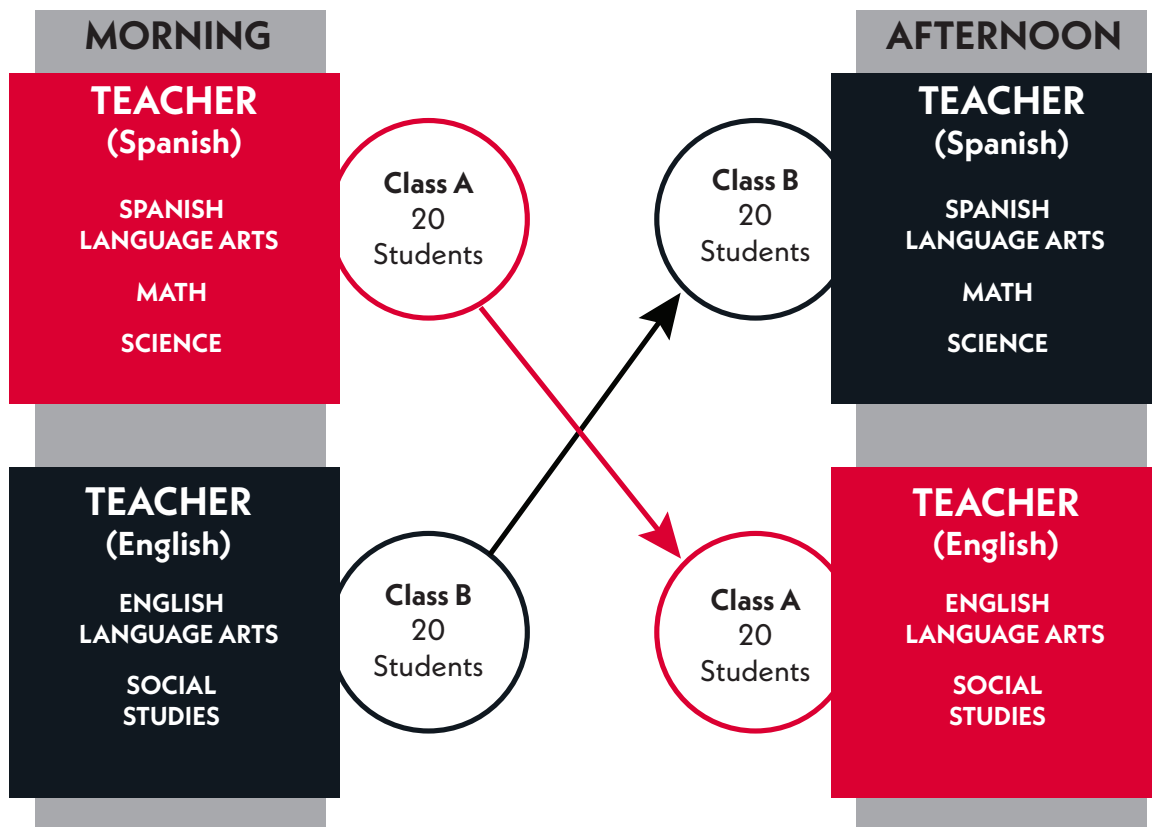 MORNING
TEACHER
(Spanish)
SPANISH
LANGUAGE ARTS
MATH
SCIENCE
Class A
20
Students
TEACHER
(English)
ENGLISH
LANGUAGE ARTS
SOCIAL
STUDIES
Class B
20
Students
AFTERNOON
Class B
20
Students
TEACHER
(Spanish)
SPANISH
LANGUAGE ARTS
MATH
SCIENCE
Class A
20
Students
TEACHER
(English)
ENGLISH
LANGUAGE ARTS
SOCIAL
STUDIES